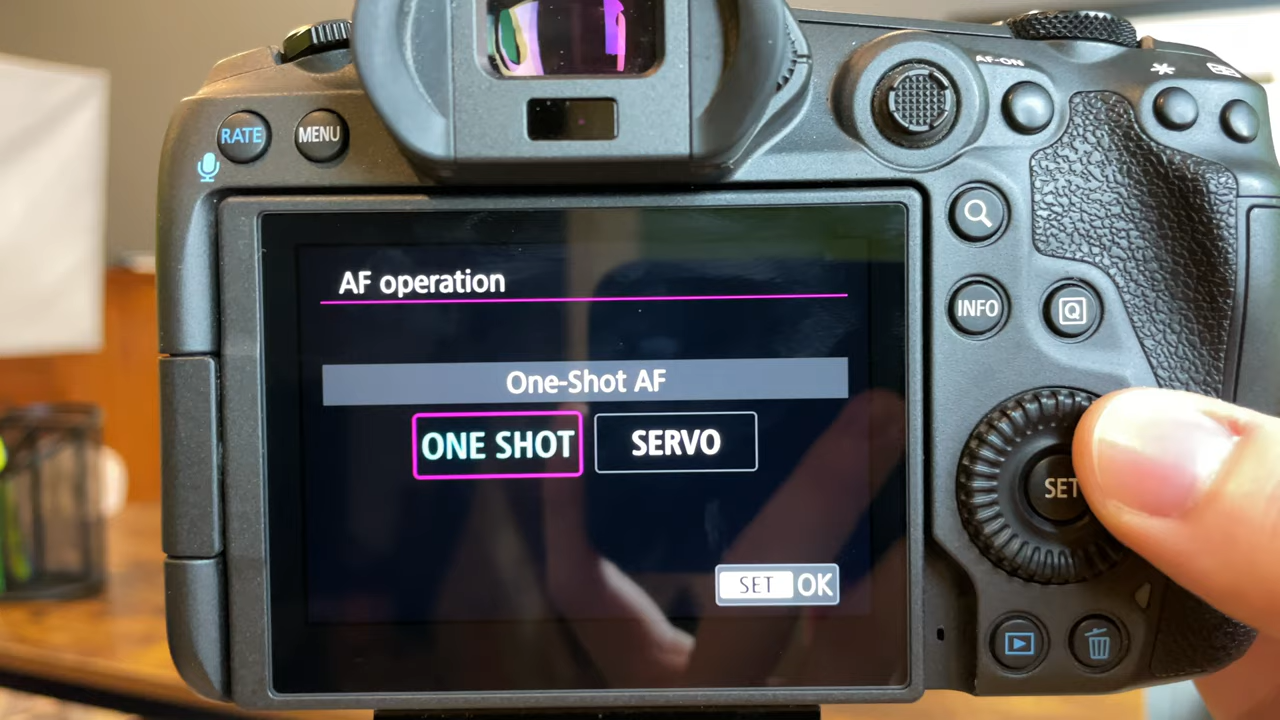 AF-ON
RATE
MENU
AF operation
INFO
Q
One-Shot AF
ONE SHOT
SERVO
SET
SET OK